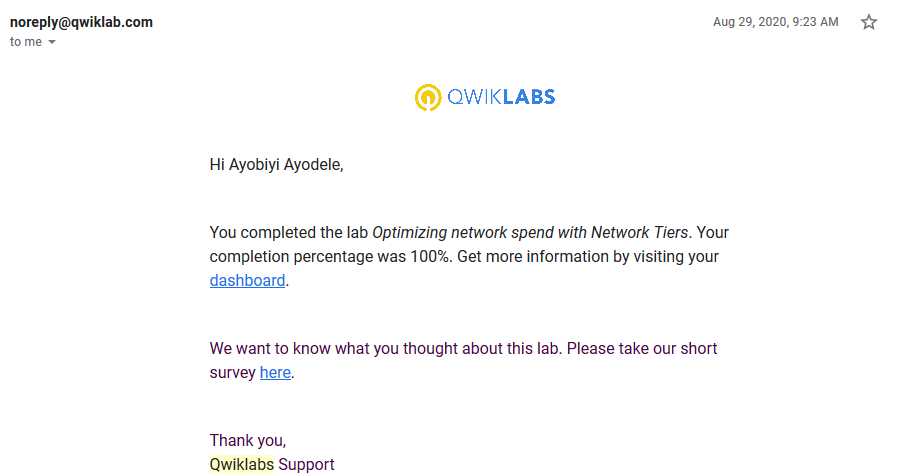 noreply@qwiklab.com
Aug 29, 2020, 9:23 AM
to me
QWIKLABS
Hi Ayobiyi Ayodele,
You completed the lab Optimizing network spend with Network Tiers. Your
completion percentage was 100%. Get more information by visiting your
dashboard.
We want to know what you thought about this lab. Please take our short
survey here.
Thank you,
Qwiklabs Support